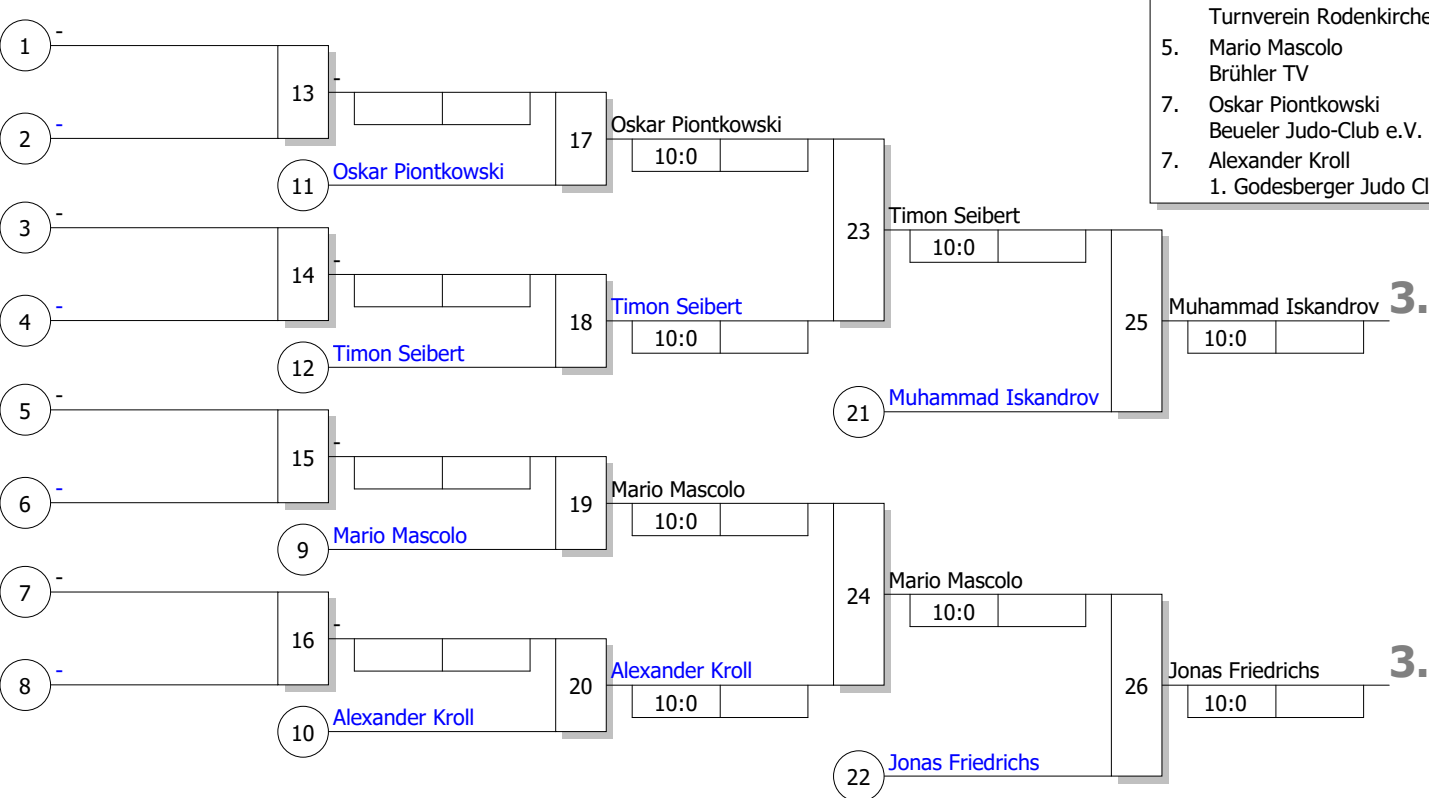 Turnverein Rodenkirche
5. Mario Mascolo
Brühler TV
7. Oskar Piontkowski
Beueler Judo-Club e.V.
7. Alexander Kroll
1. Godesberger Judo Cl
1 -
2 -
13 -
11 Oskar Piontkowski
17 Oskar Piontkowski
10:0
3 -
4 -
14 -
12 Timon Seibert
18 Timon Seibert
10:0
23 Timon Seibert
10:0
21 Muhammad Iskandrov
25 Muhammad Iskandrov 3.
10:0
5 -
6 -
15 -
9 Mario Mascolo
19 Mario Mascolo
10:0
7 -
8 -
16 -
10 Alexander Kroll
20 Alexander Kroll
10:0
24 Mario Mascolo
10:0
22 Jonas Friedrichs
26 Jonas Friedrichs 3.
10:0